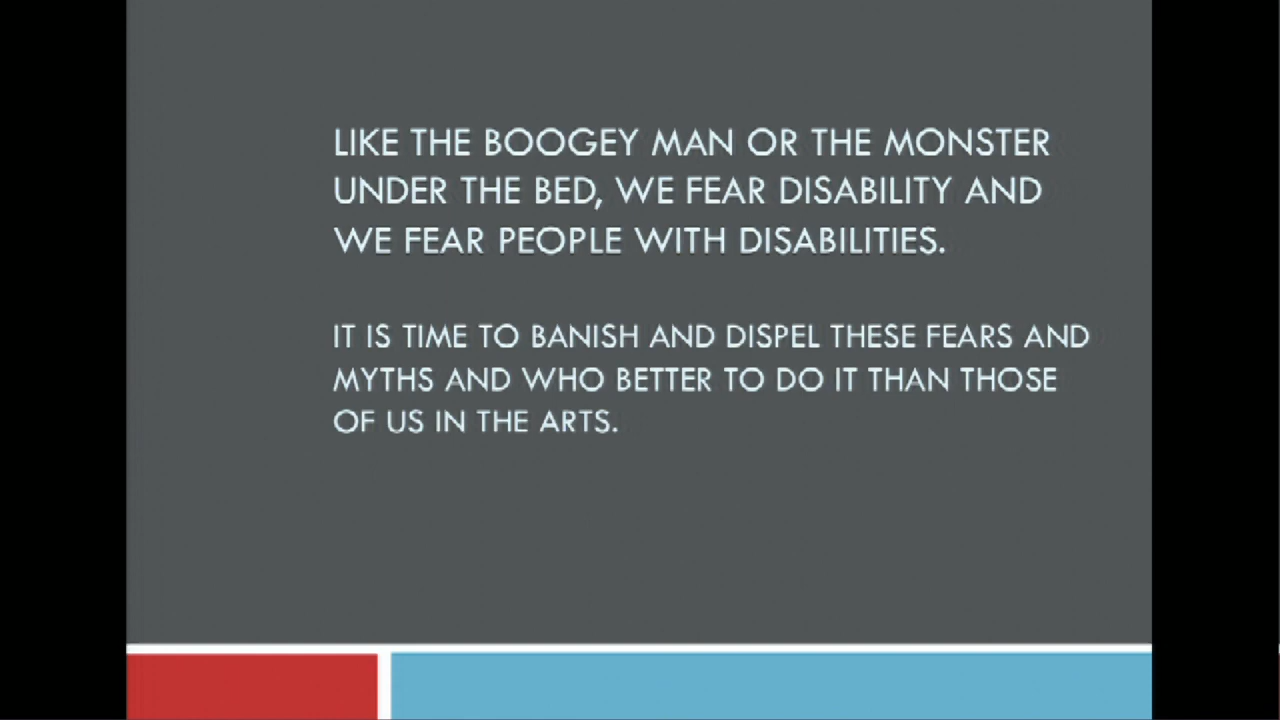 LIKE THE BOOGEY MAN OR THE MONSTER
UNDER THE BED, WE FEAR DISABILITY AND
WE FEAR PEOPLE WITH DISABILITIES.
IT IS TIME TO BANISH AND DISPEL THESE FEARS AND
MYTHS AND WHO BETTER TO DO IT THAN THOSE
OF US IN THE ARTS.